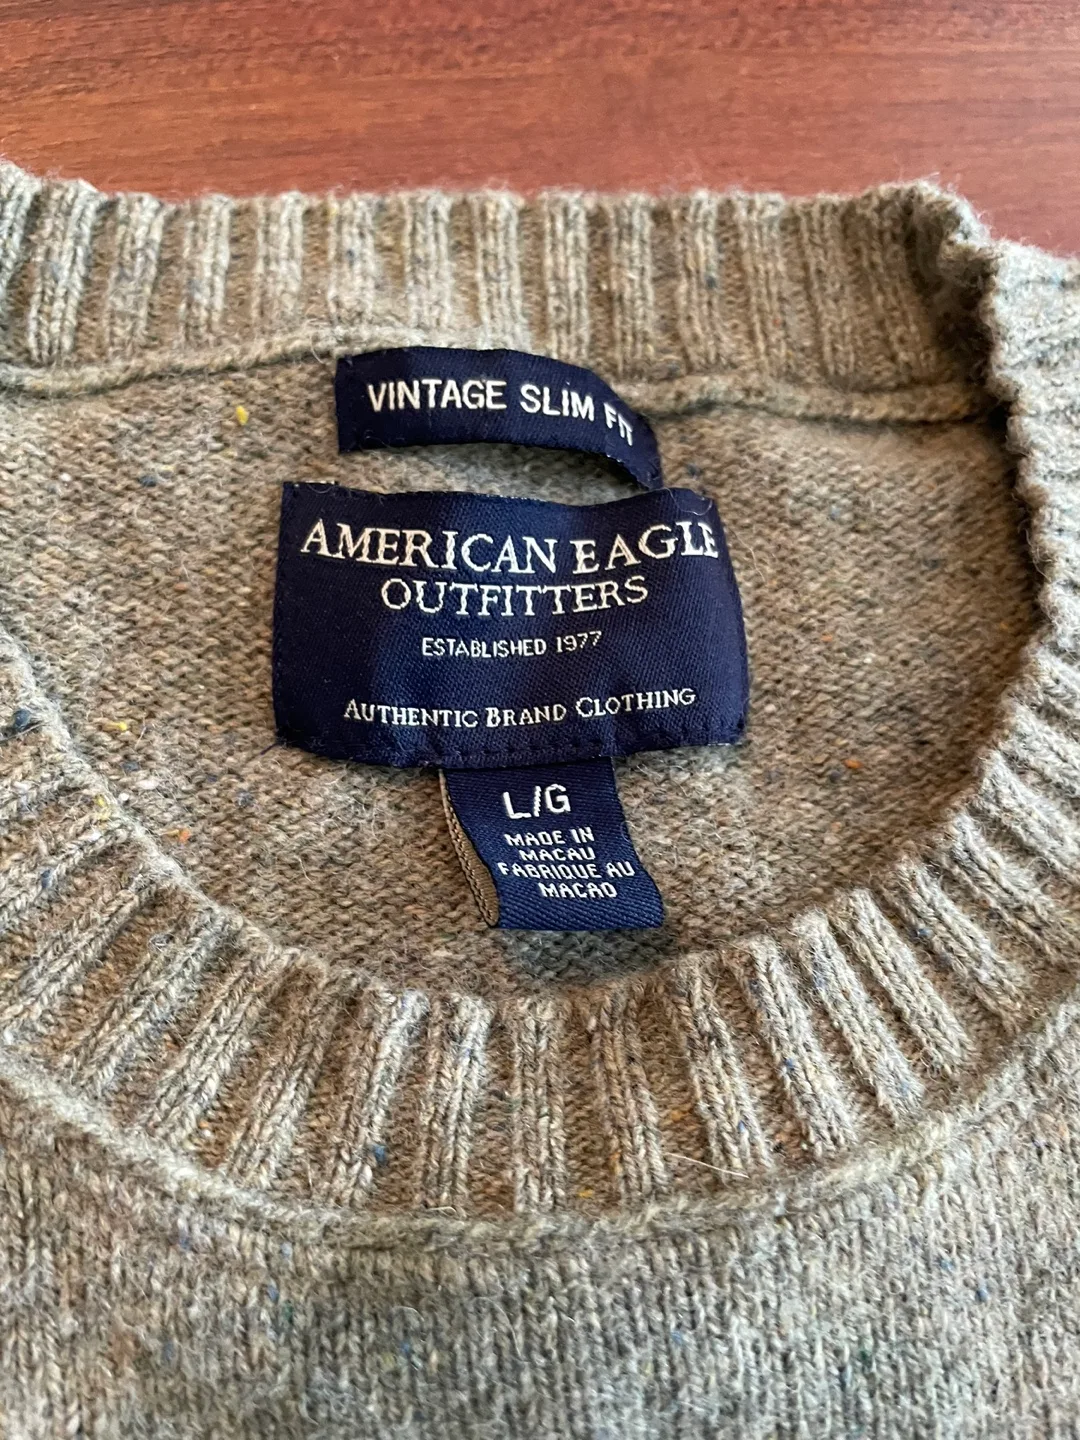 VINTAGE SLIM FIT
AMERICAN EAGLE
OUTFITTERS
ESTABLISHED 1977
AUTHENTIC BRAND CLOTHING
L/G
MADE IN
MACAU
FABRIQUE AU
MACAO